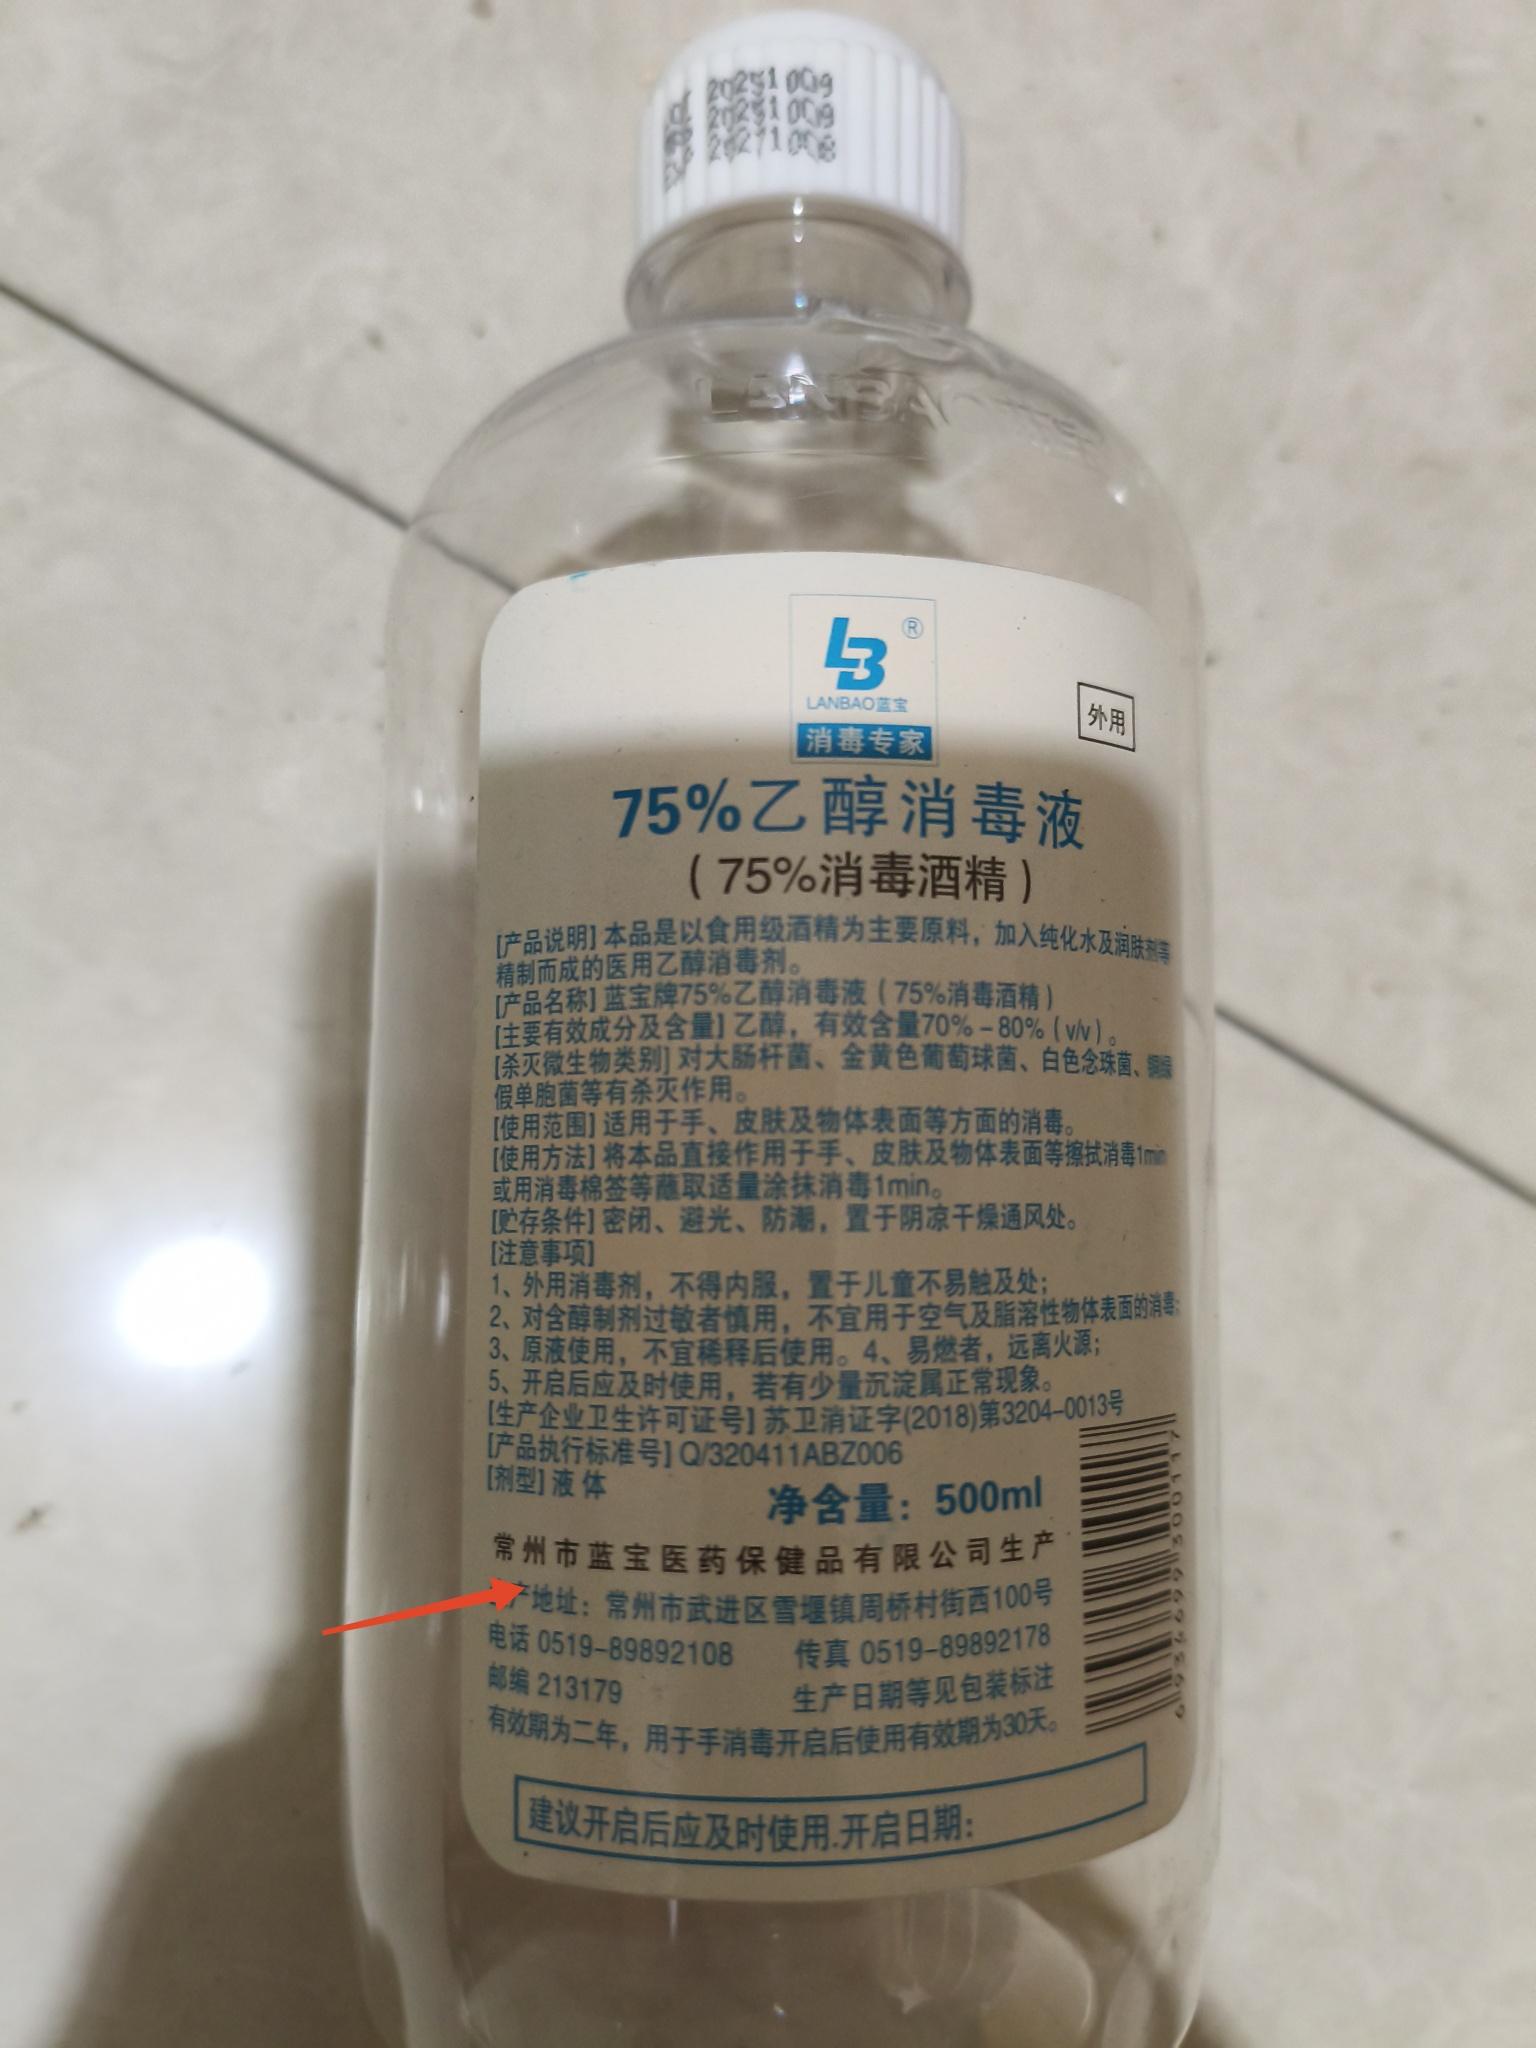 20251009
20251009
20271008
LANBAO
LB®
LANBAO蓝宝
消毒专家
外用
75%乙醇消毒液
(75%消毒酒精)
[产品说明] 本品是以食用级酒精为主要原料，加入纯化水及润肤剂等
精制而成的医用乙醇消毒剂。
[产品名称] 蓝宝牌75%乙醇消毒液（75%消毒酒精）
[主要有效成分及含量] 乙醇，有效含量70%-80%（v/v）。
[杀灭微生物类别] 对大肠杆菌、金黄色葡萄球菌、白色念珠菌、铜绿
假单胞菌等有杀灭作用。
[使用范围] 适用于手、皮肤及物体表面等方面的消毒。
[使用方法] 将本品直接作用于手、皮肤及物体表面等擦拭消毒1min
或用消毒棉签等蘸取适量涂抹消毒1min。
[贮存条件] 密闭、避光、防潮，置于阴凉干燥通风处。
[注意事项]
1、外用消毒剂，不得内服，置于儿童不易触及处；
2、对含醇制剂过敏者慎用，不宜用于空气及脂溶性物体表面的消毒；
3、原液使用，不宜稀释后使用。4、易燃者，远离火源；
5、开启后应及时使用，若有少量沉淀属正常现象。
[生产企业卫生许可证号] 苏卫消证字(2018)第3204-0013号
[产品执行标准号] Q/320411ABZ006
[剂型] 液体
净含量：500ml
常州市蓝宝医药保健品有限公司生产
产地址：常州市武进区雪堰镇周桥村街西100号
电话 0519-89892108 传真 0519-89892178
邮编 213179 生产日期等见包装标注
有效期为二年，用于手消毒开启后使用有效期为30天。
建议开启后应及时使用.开启日期：